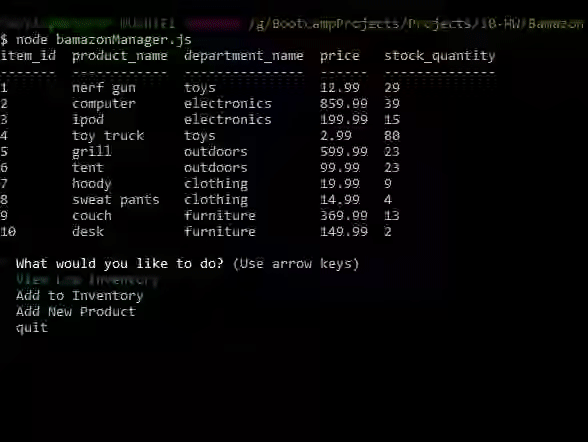 /g/BootcampProjects/Projects/10-HW/Bamazon
$ node bamazonManager.js
item_id product_name department_name price stock_quantity
------- ------------ --------------- ------ --------------
1 nerf gun toys 12.99 29
2 computer electronics 859.99 39
3 ipod electronics 199.99 15
4 toy truck toys 2.99 80
5 grill outdoors 599.99 23
6 tent outdoors 99.99 23
7 hoody clothing 19.99 9
8 sweat pants clothing 14.99 4
9 couch furniture 369.99 13
10 desk furniture 149.99 2
What would you like to do? (Use arrow keys)
View Low Inventory
Add to Inventory
Add New Product
quit